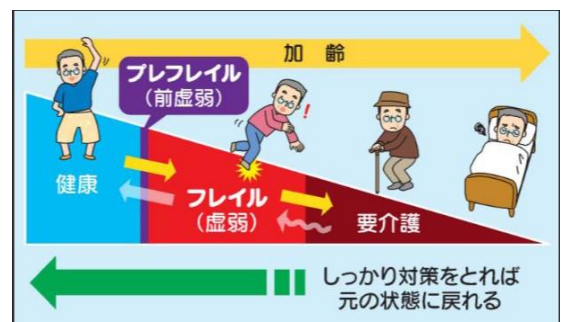 加 齢
プレフレイル
(前虚弱)
!
健康
フレイル
(虚弱)
要介護
しっかり対策をとれば
元の状態に戻れる